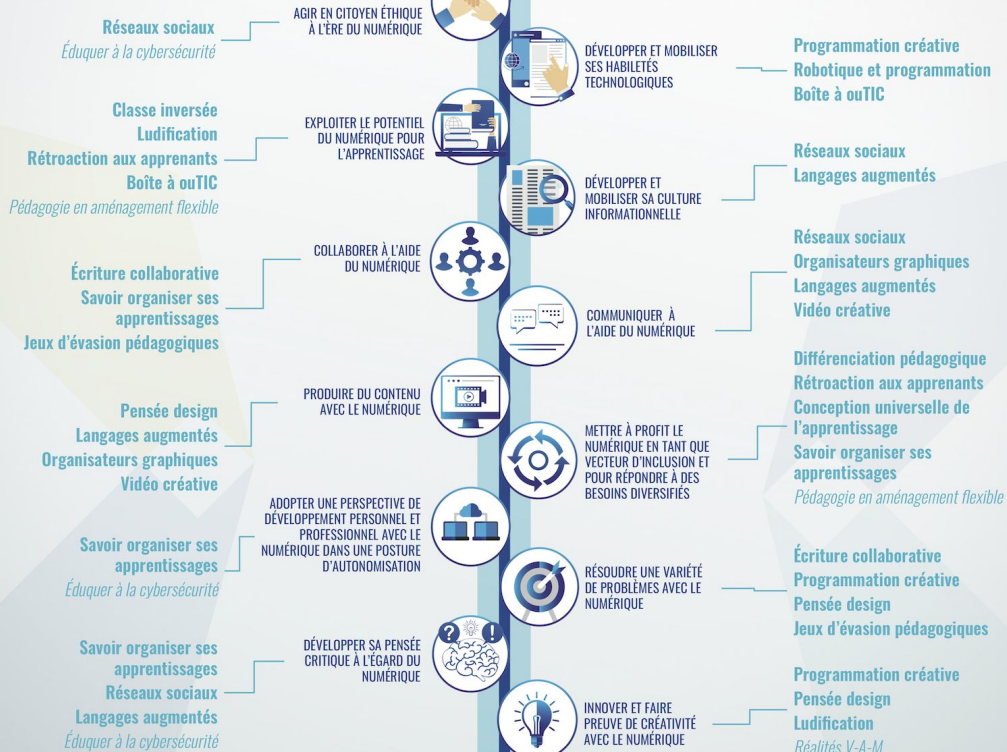 AGIR EN CITOYEN ÉTHIQUE
À L'ÈRE DU NUMÉRIQUE
Réseaux sociaux
Éduquer à la cybersécurité
DÉVELOPPER ET MOBILISER
SES HABILETÉS
TECHNOLOGIQUES
Programmation créative
Robotique et programmation
Boîte à ouTIC
EXPLOITER LE POTENTIEL
DU NUMÉRIQUE POUR
L'APPRENTISSAGE
Classe inversée
Ludification
Rétroaction aux apprenants
Boîte à ouTIC
Pédagogie en aménagement flexible
DÉVELOPPER ET
MOBILISER SA CULTURE
INFORMATIONNELLE
Réseaux sociaux
Langages augmentés
COLLABORER À L'AIDE
DU NUMÉRIQUE
Écriture collaborative
Savoir organiser ses
apprentissages
Jeux d'évasion pédagogiques
COMMUNIQUER À
L'AIDE DU NUMÉRIQUE
Réseaux sociaux
Organisateurs graphiques
Langages augmentés
Vidéo créative
PRODUIRE DU CONTENU
AVEC LE NUMÉRIQUE
Pensée design
Langages augmentés
Organisateurs graphiques
Vidéo créative
METTRE À PROFIT LE
NUMÉRIQUE EN TANT QUE
VECTEUR D'INCLUSION ET
POUR RÉPONDRE À DES
BESOINS DIVERSIFIÉS
Différenciation pédagogique
Rétroaction aux apprenants
Conception universelle de
l'apprentissage
Savoir organiser ses
apprentissages
Pédagogie en aménagement flexible
ADOPTER UNE PERSPECTIVE DE
DÉVELOPPEMENT PERSONNEL ET
PROFESSIONNEL AVEC LE
NUMÉRIQUE DANS UNE POSTURE
D'AUTONOMISATION
Savoir organiser ses
apprentissages
Éduquer à la cybersécurité
RÉSOUDRE UNE VARIÉTÉ
DE PROBLÈMES AVEC LE
NUMÉRIQUE
Écriture collaborative
Programmation créative
Pensée design
Jeux d'évasion pédagogiques
DÉVELOPPER SA PENSÉE
CRITIQUE À L'ÉGARD DU
NUMÉRIQUE
Savoir organiser ses
apprentissages
Réseaux sociaux
Langages augmentés
Éduquer à la cybersécurité
INNOVER ET FAIRE
PREUVE DE CRÉATIVITÉ
AVEC LE NUMÉRIQUE
Programmation créative
Pensée design
Ludification
Réalités V-A-M